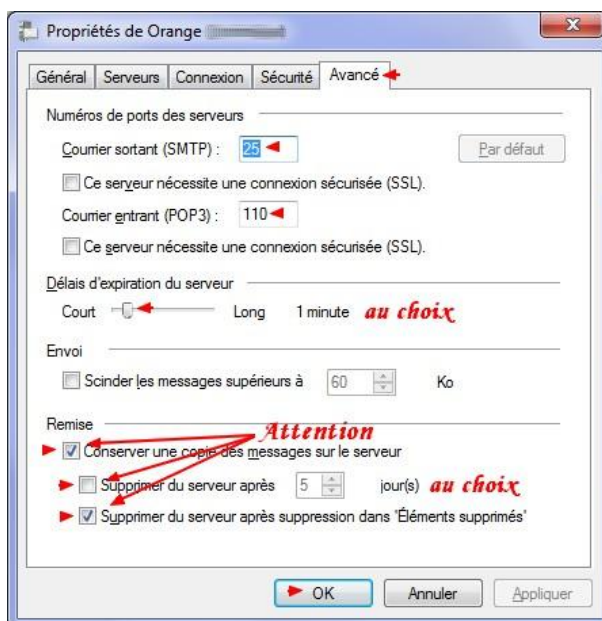 Propriétés de Orange
Général Serveurs Connexion Sécurité Avancé
Numéros de ports des serveurs
Courrier sortant (SMTP) : 25 Par défaut
Ce serveur nécessite une connexion sécurisée (SSL).
Courrier entrant (POP3) : 110
Ce serveur nécessite une connexion sécurisée (SSL).
Délais d'expiration du serveur
Court Long 1 minute au choix
Envoi
Scinder les messages supérieurs à 60 Ko
Remise Attention
Conserver une copie des messages sur le serveur
Supprimer du serveur après 5 jour(s) au choix
Supprimer du serveur après suppression dans 'Éléments supprimés'
OK Annuler Appliquer